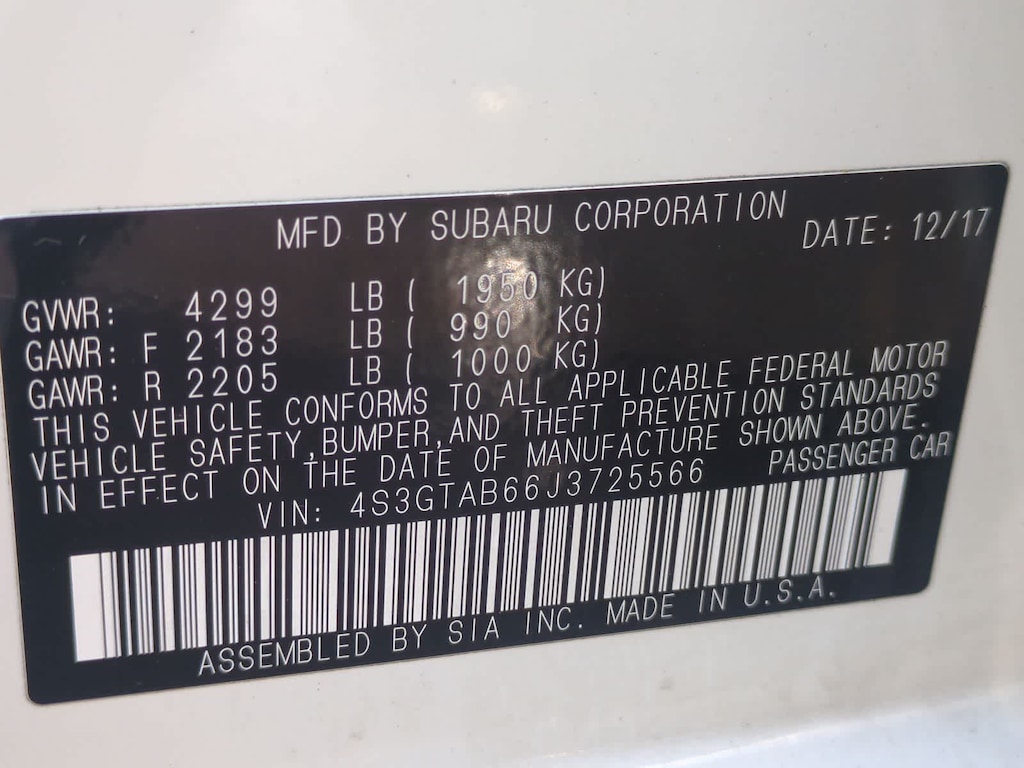 MFD BY SUBARU CORPORATION DATE: 12/17
GVWR: 4299 LB ( 1950 KG)
GAWR: F 2183 LB ( 990 KG)
GAWR: R 2205 LB ( 1000 KG)
THIS VEHICLE CONFORMS TO ALL APPLICABLE FEDERAL MOTOR
VEHICLE SAFETY,BUMPER,AND THEFT PREVENTION STANDARDS
IN EFFECT ON THE DATE OF MANUFACTURE SHOWN ABOVE.
VIN: 4S3GTAB66J3725566 PASSENGER CAR
ASSEMBLED BY SIA INC. MADE IN U.S.A.